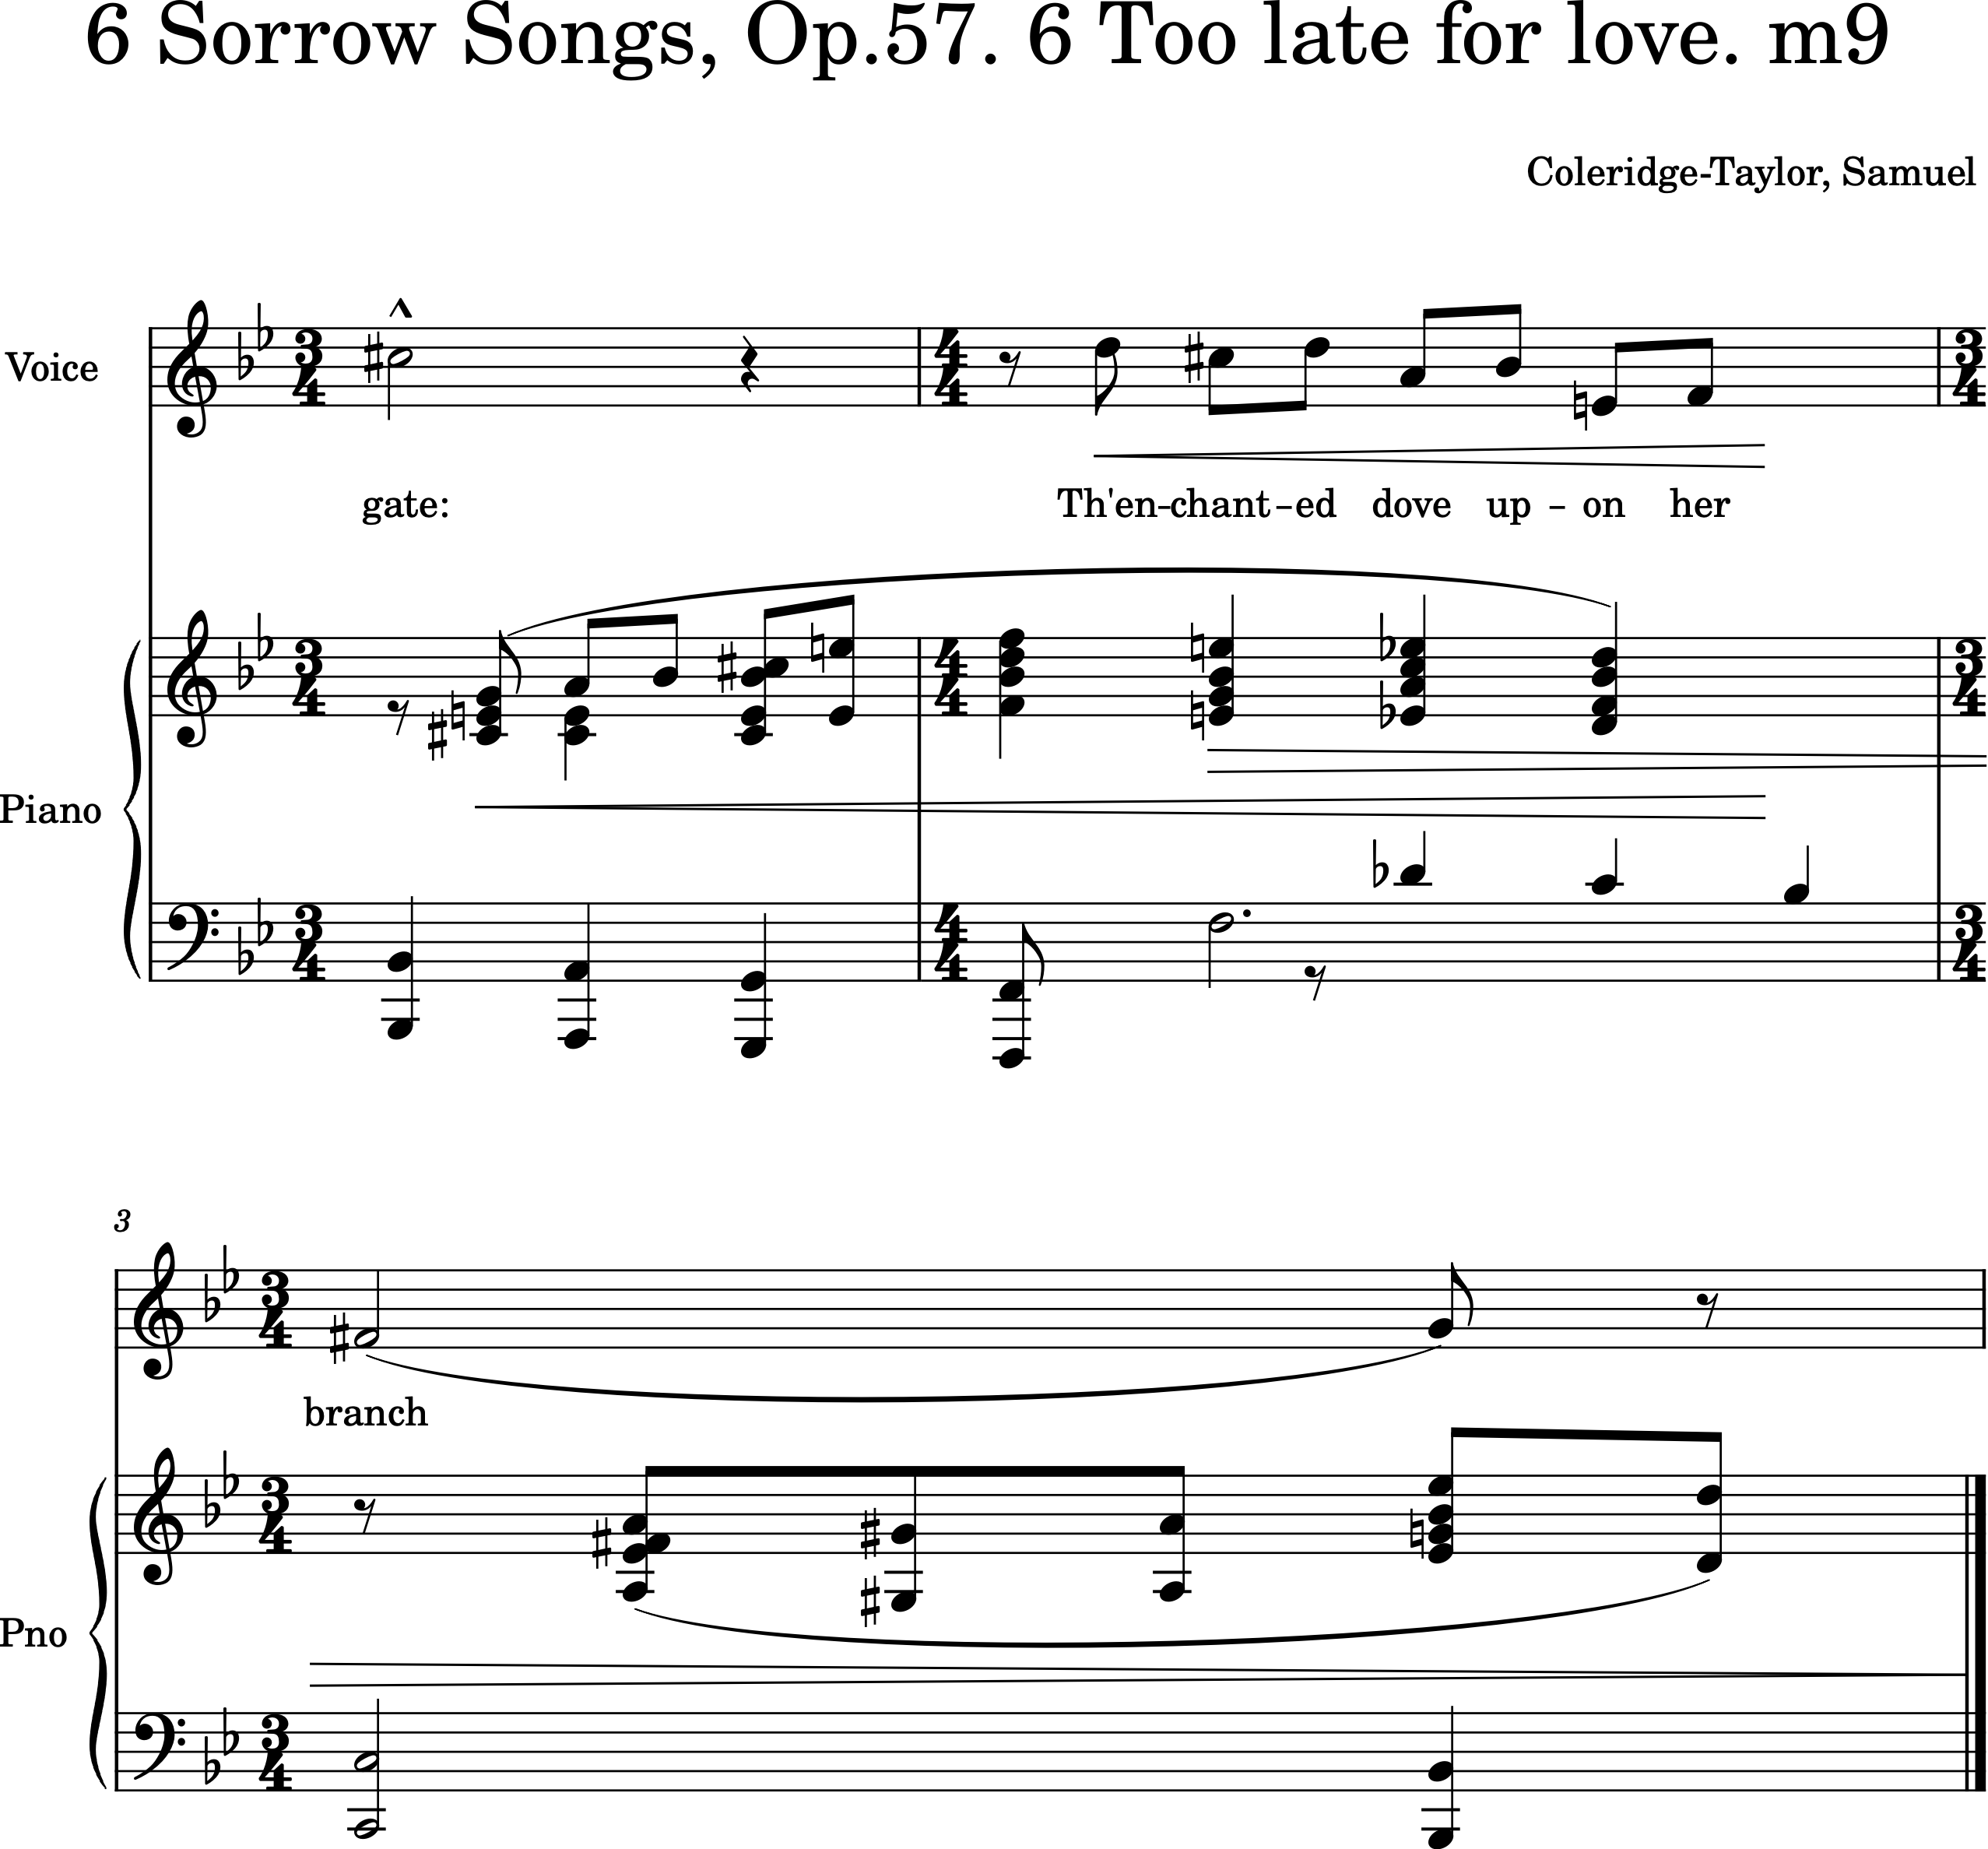 6 Sorrow Songs, Op.57. 6 Too late for love. m9
Coleridge-Taylor, Samuel
Voice
gate: Th'en-chant-ed dove up-on her
Piano
3
branch
Pno